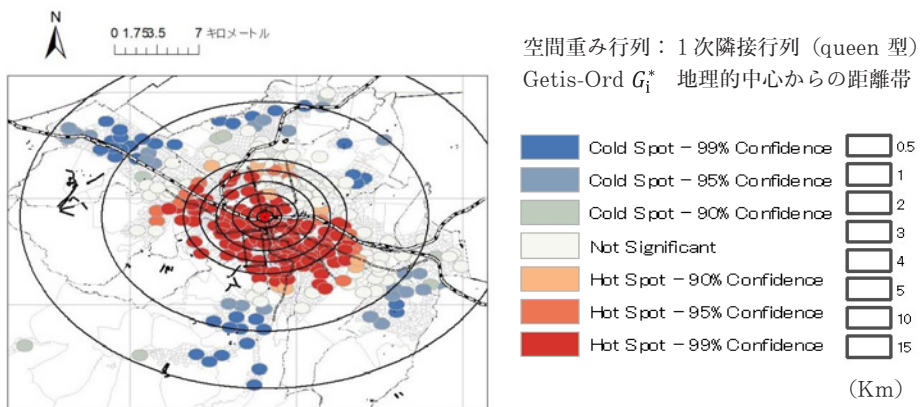 N
0 1.753.5 7 キロメートル
空間重み行列： 1 次隣接行列 (queen 型)
Getis-Ord G*i 地理的中心からの距離帯
Cold Spot - 99% Confidence 0.5
Cold Spot - 95% Confidence 1
Cold Spot - 90% Confidence 2
Not Significant 3
Hot Spot - 90% Confidence 4
Hot Spot - 95% Confidence 5
Hot Spot - 99% Confidence 10
15
(Km)